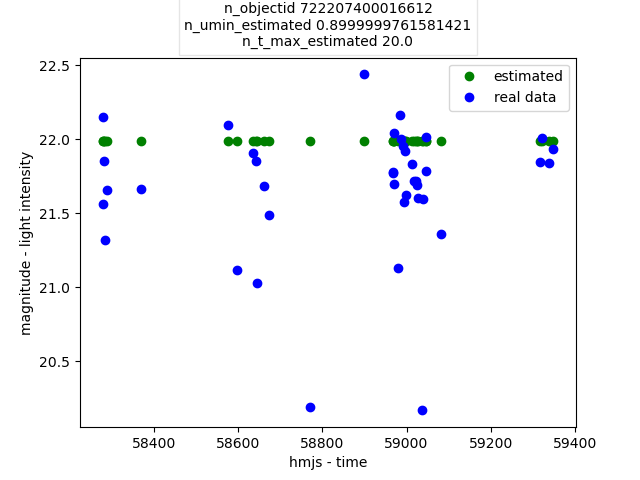 n_objectid 722207400016612
n_umin_estimated 0.8999999761581421
n_t_max_estimated 20.0
22.5
22.0
21.5
21.0
20.5
magnitude - light intensity
estimated
real data
58400
58600
58800
59000
59200
59400
hmjs - time